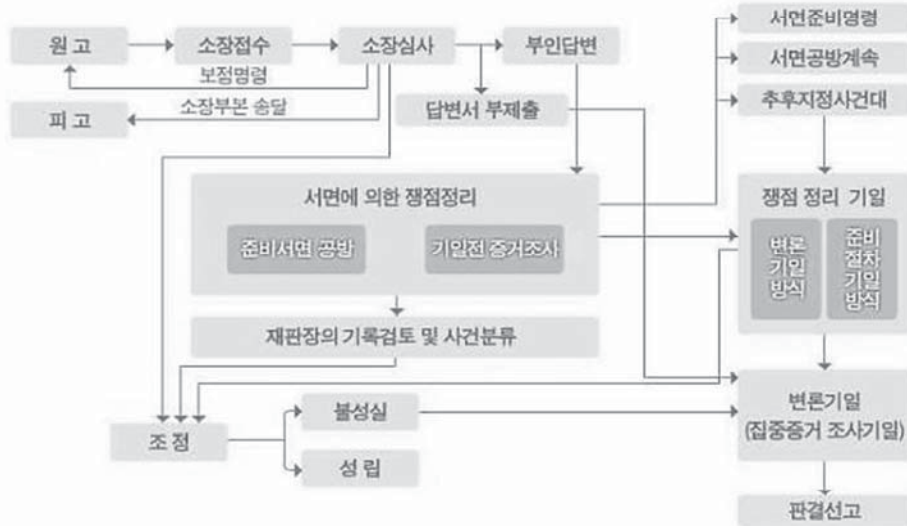 원 고
소장접수
소장심사
부인답변
서면준비명령
서면공방계속
추후지정사건대
보정명령
소장부본 송달
피 고
답변서 부제출
서면에 의한 쟁점정리
준비서면 공방
기일전 증거조사
쟁점 정리 기일
변론
기일
방식
준비
절차
기일
방식
재판장의 기록검토 및 사건분류
조 정
불성실
성 립
변론기일
(집중증거 조사기일)
판결선고